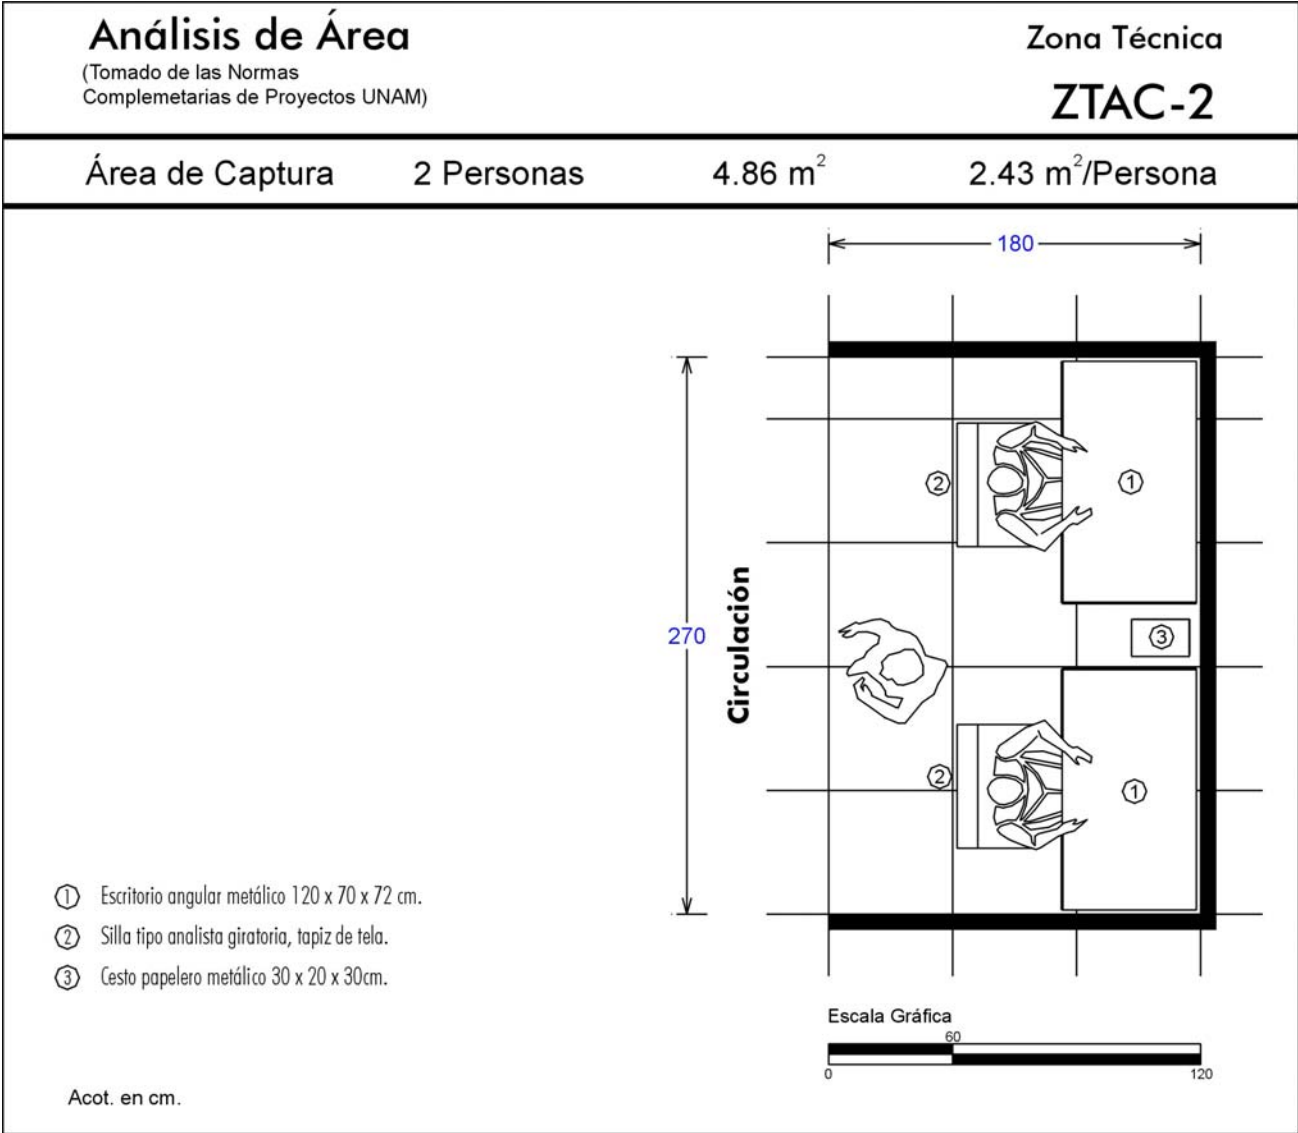 Análisis de Área
(Tomado de las Normas
Complemetarias de Proyectos UNAM)
Zona Técnica
ZTAC-2
Área de Captura 2 Personas 4.86 m² 2.43 m²/Persona
180
270
Circulación
2
1
3
2
1
1 Escritorio angular metálico 120 x 70 x 72 cm.
2 Silla tipo analista giratoria, tapiz de tela.
3 Cesto papelero metálico 30 x 20 x 30cm.
Escala Gráfica
60
0 120
Acot. en cm.